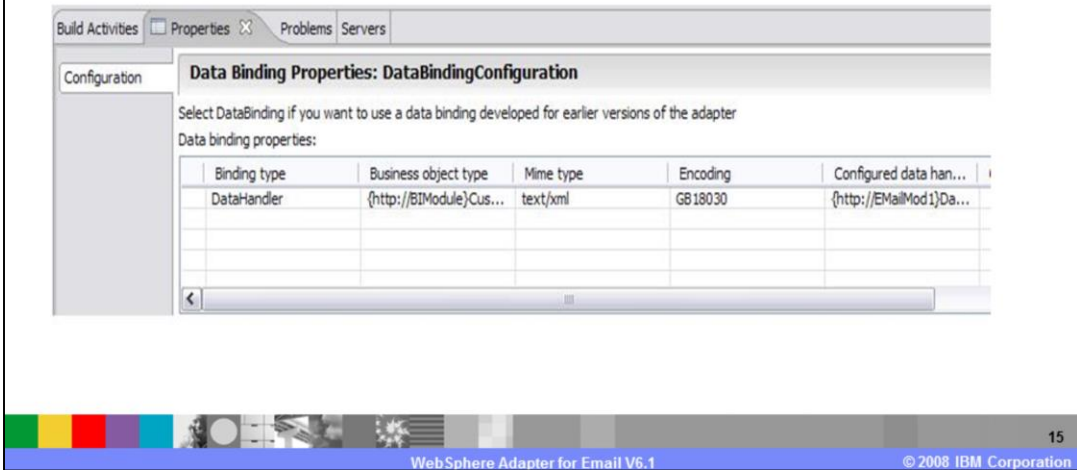 Build Activities Properties Problems Servers
Configuration
Data Binding Properties: DataBindingConfiguration
Select DataBinding if you want to use a data binding developed for earlier versions of the adapter
Data binding properties:
Binding type Business object type Mime type Encoding Configured data han...
DataHandler {http://BIModule}Cus... text/xml GB18030 {http://EMailMod1}Da...
15
WebSphere Adapter for Email V6.1 © 2008 IBM Corporation